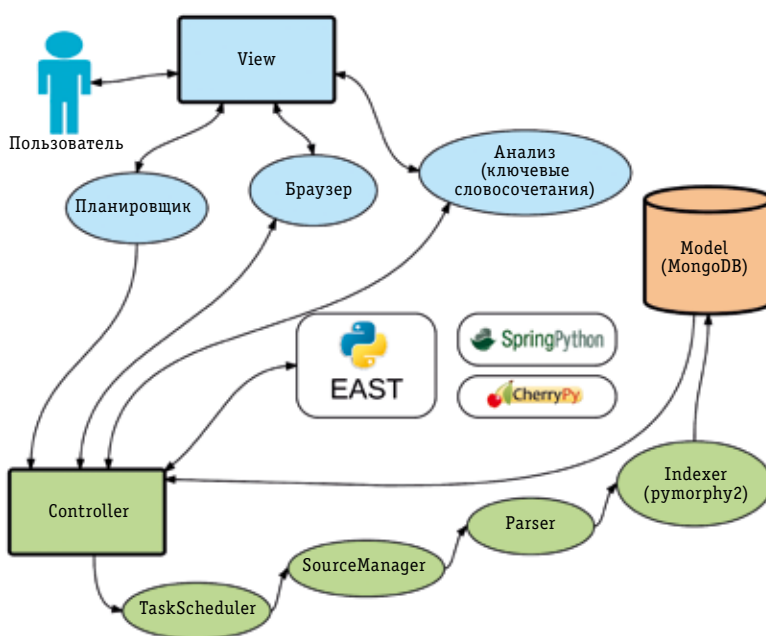 View
Пользователь
Анализ
(ключевые
словосочетания)
Планировщик
Браузер
Model
(MongoDB)
EAST
SpringPython
CherryPy
Controller
Indexer
(pymorphy2)
Parser
SourceManager
TaskScheduler